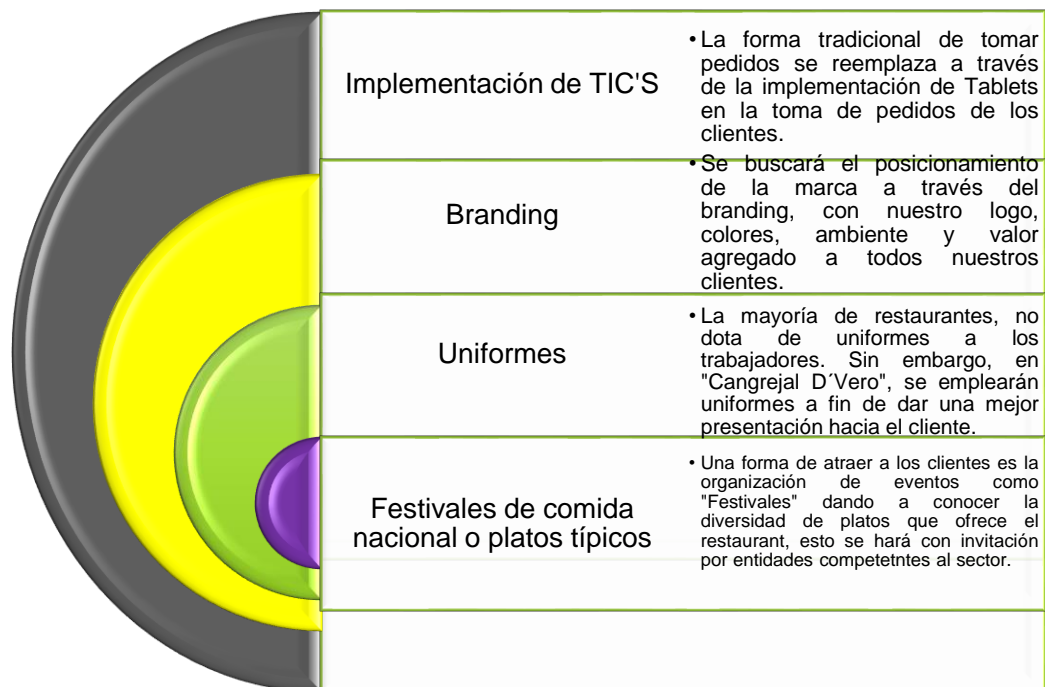 Implementación de TIC'S
• La forma tradicional de tomar
pedidos se reemplaza a través
de la implementación de Tablets
en la toma de pedidos de los
clientes.
Branding
• Se buscará el posicionamiento
de la marca a través del
branding, con nuestro logo,
colores, ambiente y valor
agregado a todos nuestros
clientes.
Uniformes
• La mayoría de restaurantes, no
dota de uniformes a los
trabajadores. Sin embargo, en
"Cangrejal D´Vero", se emplearán
uniformes a fin de dar una mejor
presentación hacia el cliente.
Festivales de comida
nacional o platos típicos
• Una forma de atraer a los clientes es la
organización de eventos como
"Festivales" dando a conocer la
diversidad de platos que ofrece el
restaurant, esto se hará con invitación
por entidades competetntes al sector.